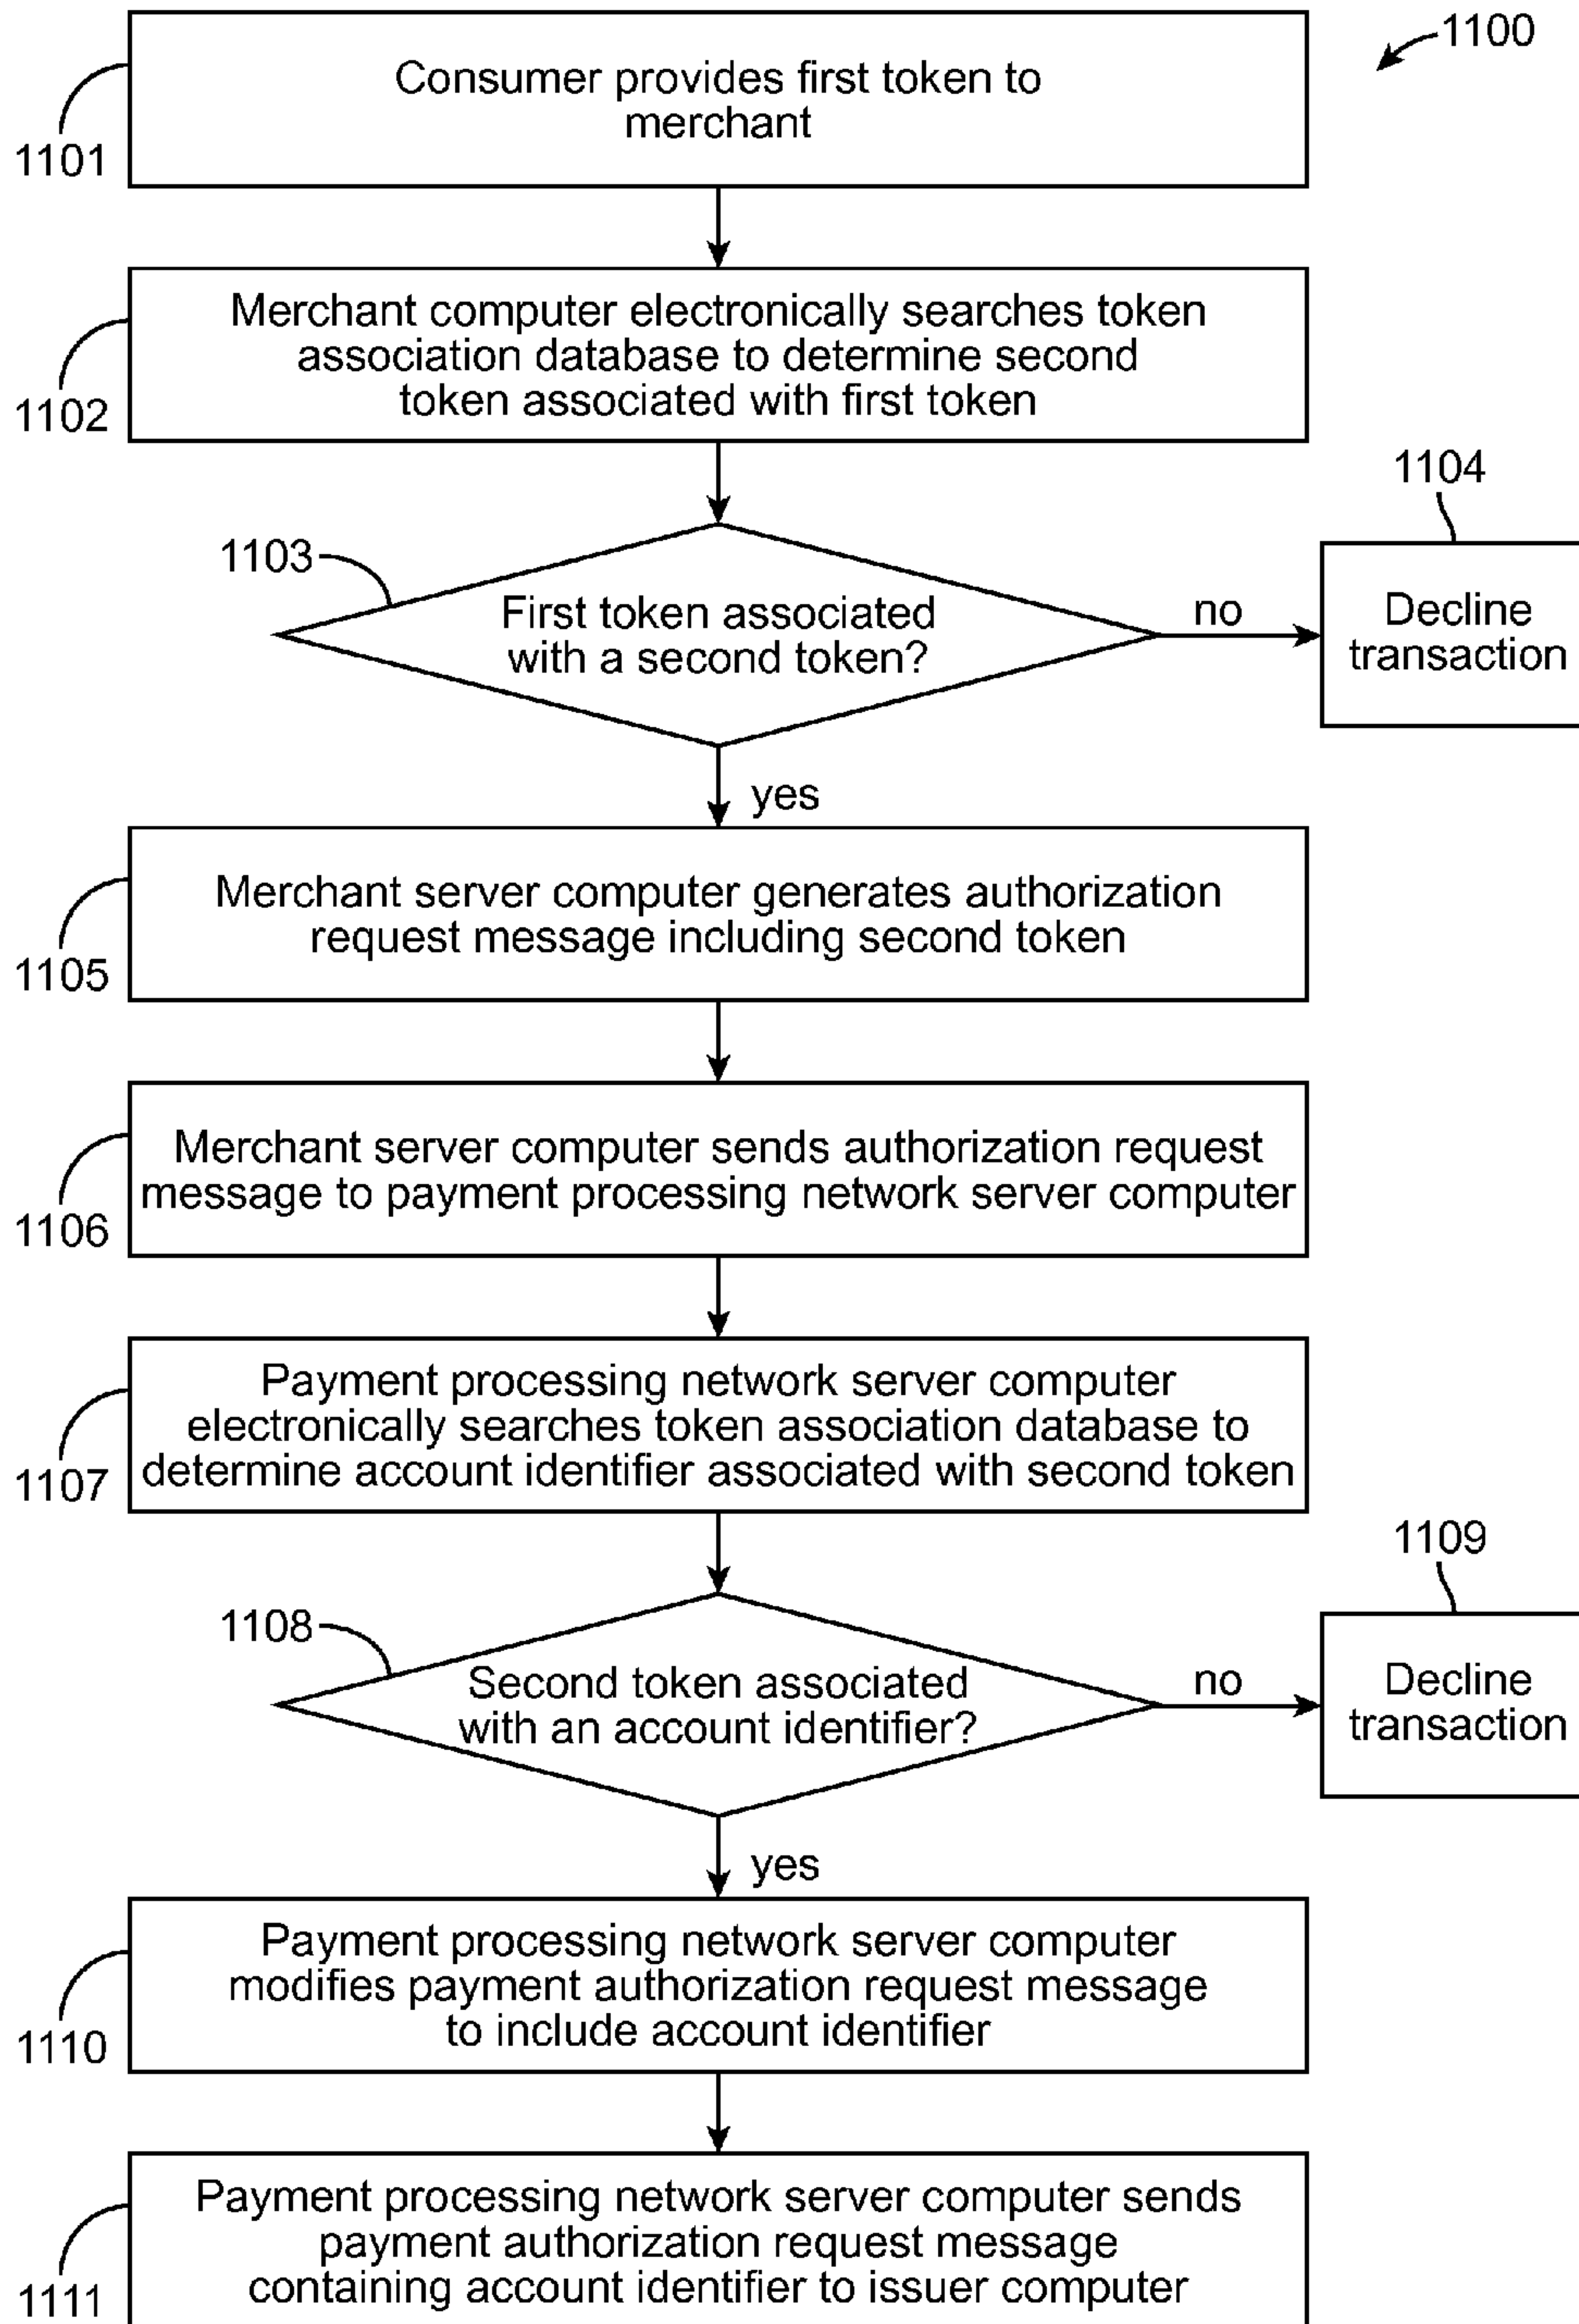 1100
Consumer provides first token to
merchant
1101
Merchant computer electronically searches token
association database to determine second
token associated with first token
1102
1103
First token associated
with a second token?
no
1104
Decline
transaction
yes
Merchant server computer generates authorization
request message including second token
1105
Merchant server computer sends authorization request
message to payment processing network server computer
1106
Payment processing network server computer
electronically searches token association database to
determine account identifier associated with second token
1107
1108
Second token associated
with an account identifier?
no
1109
Decline
transaction
yes
Payment processing network server computer
modifies payment authorization request message
to include account identifier
1110
Payment processing network server computer sends
payment authorization request message
containing account identifier to issuer computer
1111